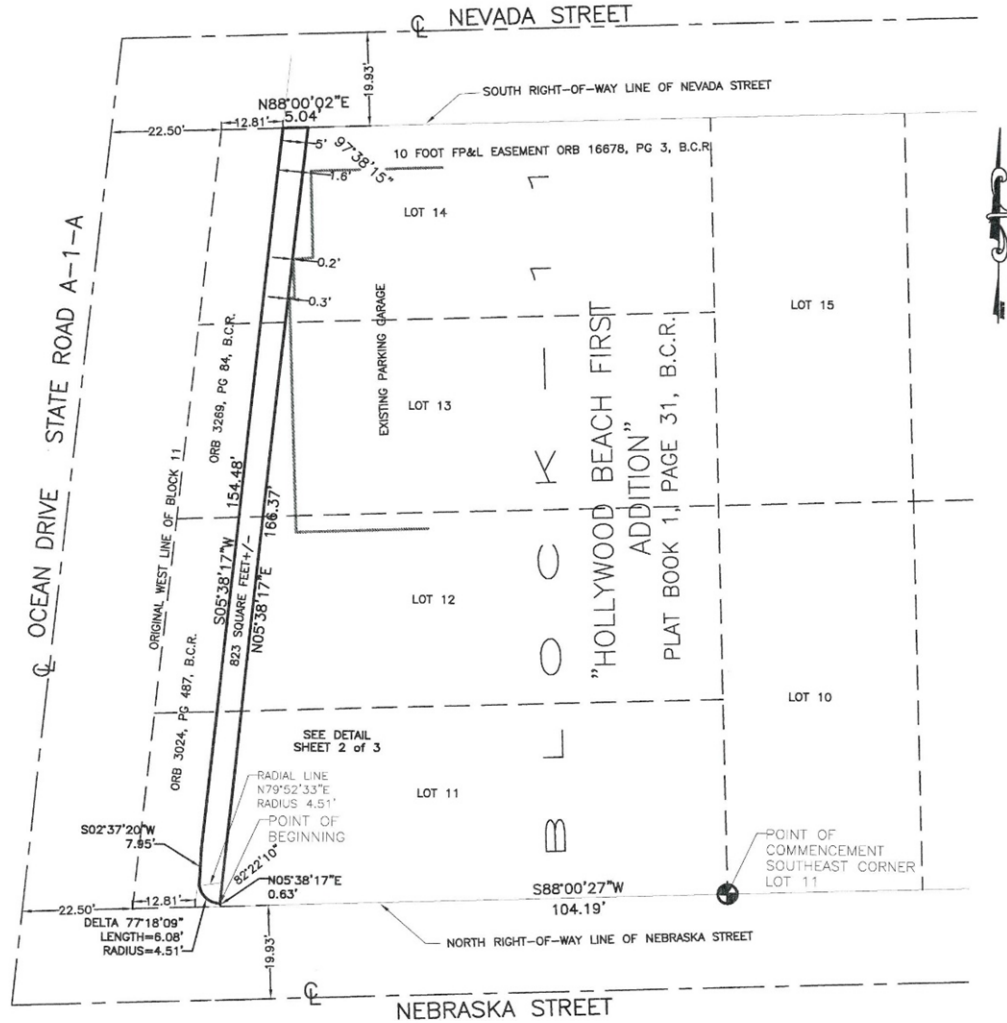 ℄ NEVADA STREET
19.93'
SOUTH RIGHT-OF-WAY LINE OF NEVADA STREET
N88°00'02"E
5.04'
12.81'
22.50'
10 FOOT FP&L EASEMENT ORB 16678, PG 3, B.C.R
5'
97°38'15"
1.6'
LOT 14
0.2'
0.3'
LOT 15
℄ OCEAN DRIVE STATE ROAD A-1-A
ORIGINAL WEST LINE OF BLOCK 11
ORB 3269, PG 84, B.C.R.
ORB 3024, PG 487, B.C.R.
S05°38'17"W
154.48'
823 SQUARE FEET+/-
N05°38'17"E
166.37'
EXISTING PARKING GARAGE
LOT 13
BLOCK - 11
"HOLLYWOOD BEACH FIRST
ADDITION"
PLAT BOOK 1, PAGE 31, B.C.R.
LOT 12
LOT 10
SEE DETAIL
SHEET 2 of 3
LOT 11
RADIAL LINE
N79°52'33"E
RADIUS 4.51'
POINT OF
BEGINNING
S02°37'20"W
7.95'
82°22'10"
N05°38'17"E
0.63'
S88°00'27"W
104.19'
POINT OF
COMMENCEMENT
SOUTHEAST CORNER
LOT 11
22.50'
12.81'
DELTA 77°18'09"
LENGTH=6.08'
RADIUS=4.51'
19.93'
NORTH RIGHT-OF-WAY LINE OF NEBRASKA STREET
℄
NEBRASKA STREET